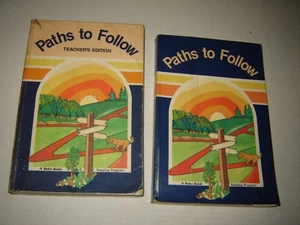 Paths to Follow
TEACHER'S EDITION
A Beka Book Reading Program
Paths to Follow
A Beka Book Reading Program